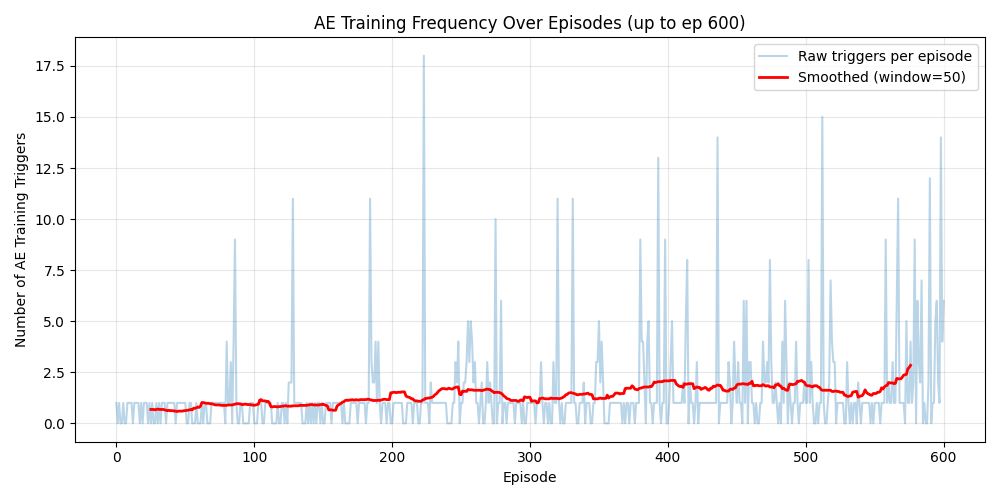 AE Training Frequency Over Episodes (up to ep 600)
Raw triggers per episode
Smoothed (window=50)
Number of AE Training Triggers
17.5
15.0
12.5
10.0
7.5
5.0
2.5
0.0
0 100 200 300 400 500 600
Episode